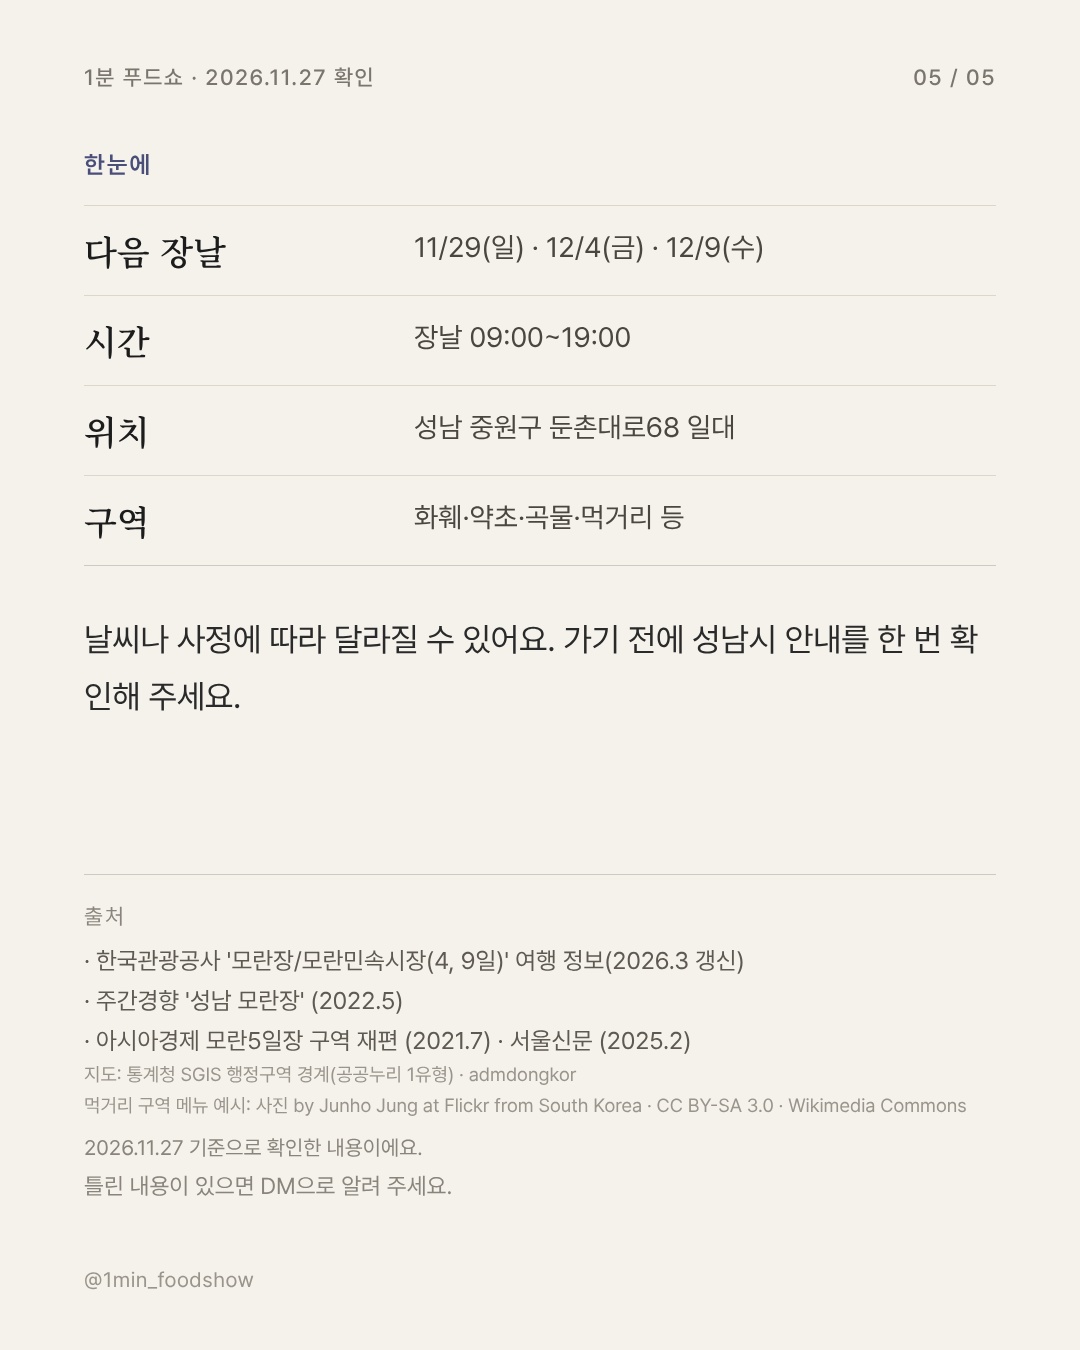 1분 푸드쇼 · 2026.11.27 확인
05 / 05
한눈에
다음 장날
11/29(일) · 12/4(금) · 12/9(수)
시간
장날 09:00~19:00
위치
성남 중원구 둔촌대로68 일대
구역
화훼·약초·곡물·먹거리 등
날씨나 사정에 따라 달라질 수 있어요. 가기 전에 성남시 안내를 한 번 확
인해 주세요.
출처
· 한국관광공사 '모란장/모란민속시장(4, 9일)' 여행 정보(2026.3 갱신)
· 주간경향 '성남 모란장' (2022.5)
· 아시아경제 모란5일장 구역 재편 (2021.7) · 서울신문 (2025.2)
지도: 통계청 SGIS 행정구역 경계(공공누리 1유형) · admdongkor
먹거리 구역 메뉴 예시: 사진 by Junho Jung at Flickr from South Korea · CC BY-SA 3.0 · Wikimedia Commons
2026.11.27 기준으로 확인한 내용이에요.
틀린 내용이 있으면 DM으로 알려 주세요.
@1min_foodshow